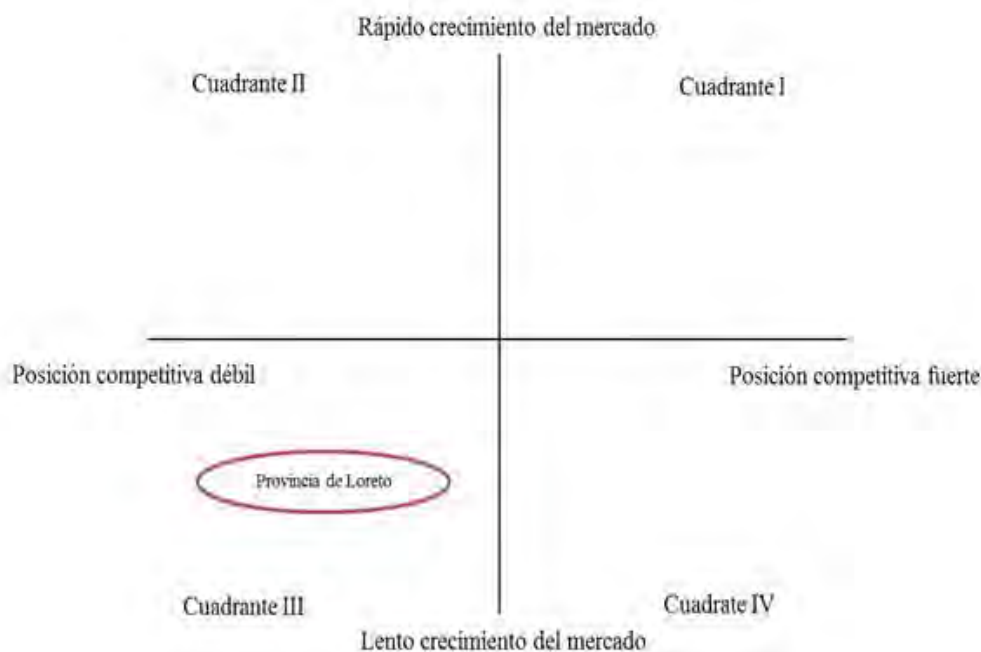 Rápido crecimiento del mercado
Cuadrante II
Cuadrante I
Posición competitiva débil
Posición competitiva fuerte
Provincia de Loreto
Cuadrante III
Cuadrate IV
Lento crecimiento del mercado